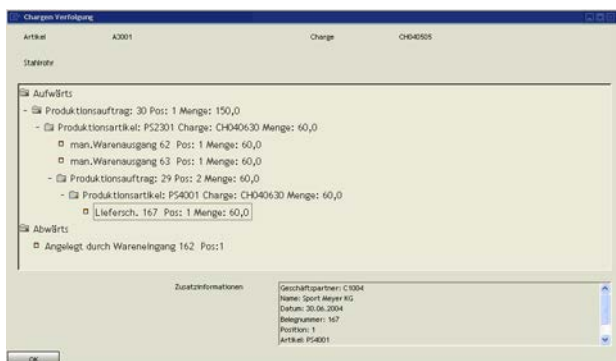 Chargen Verfolgung
Artikel A3001 Charge CH040505
Stahlrohr
Aufwärts
- Produktionsauftrag: 30 Pos: 1 Menge: 150,0
- Produktionsartikel: PS2301 Charge: CH040630 Menge: 60,0
man.Warenausgang 62 Pos: 1 Menge: 60,0
man.Warenausgang 63 Pos: 1 Menge: 60,0
- Produktionsauftrag: 29 Pos: 2 Menge: 60,0
- Produktionsartikel: PS4001 Charge: CH040630 Menge: 60,0
Liefersch. 167 Pos: 1 Menge: 60,0
Abwärts
Angelegt durch Wareneingang 162 Pos:1
Zusatzinformationen
Geschäftspartner: C1004
Name: Sport Meyer KG
Datum: 30.06.2004
Belegnummer: 167
Position: 1
Artikel: PS4001
OK